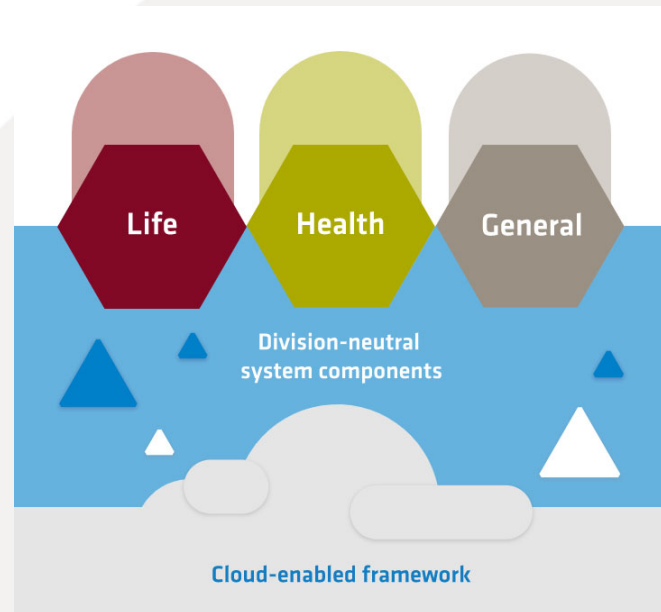 Life
Health
General
Division-neutral
system components
Cloud-enabled framework